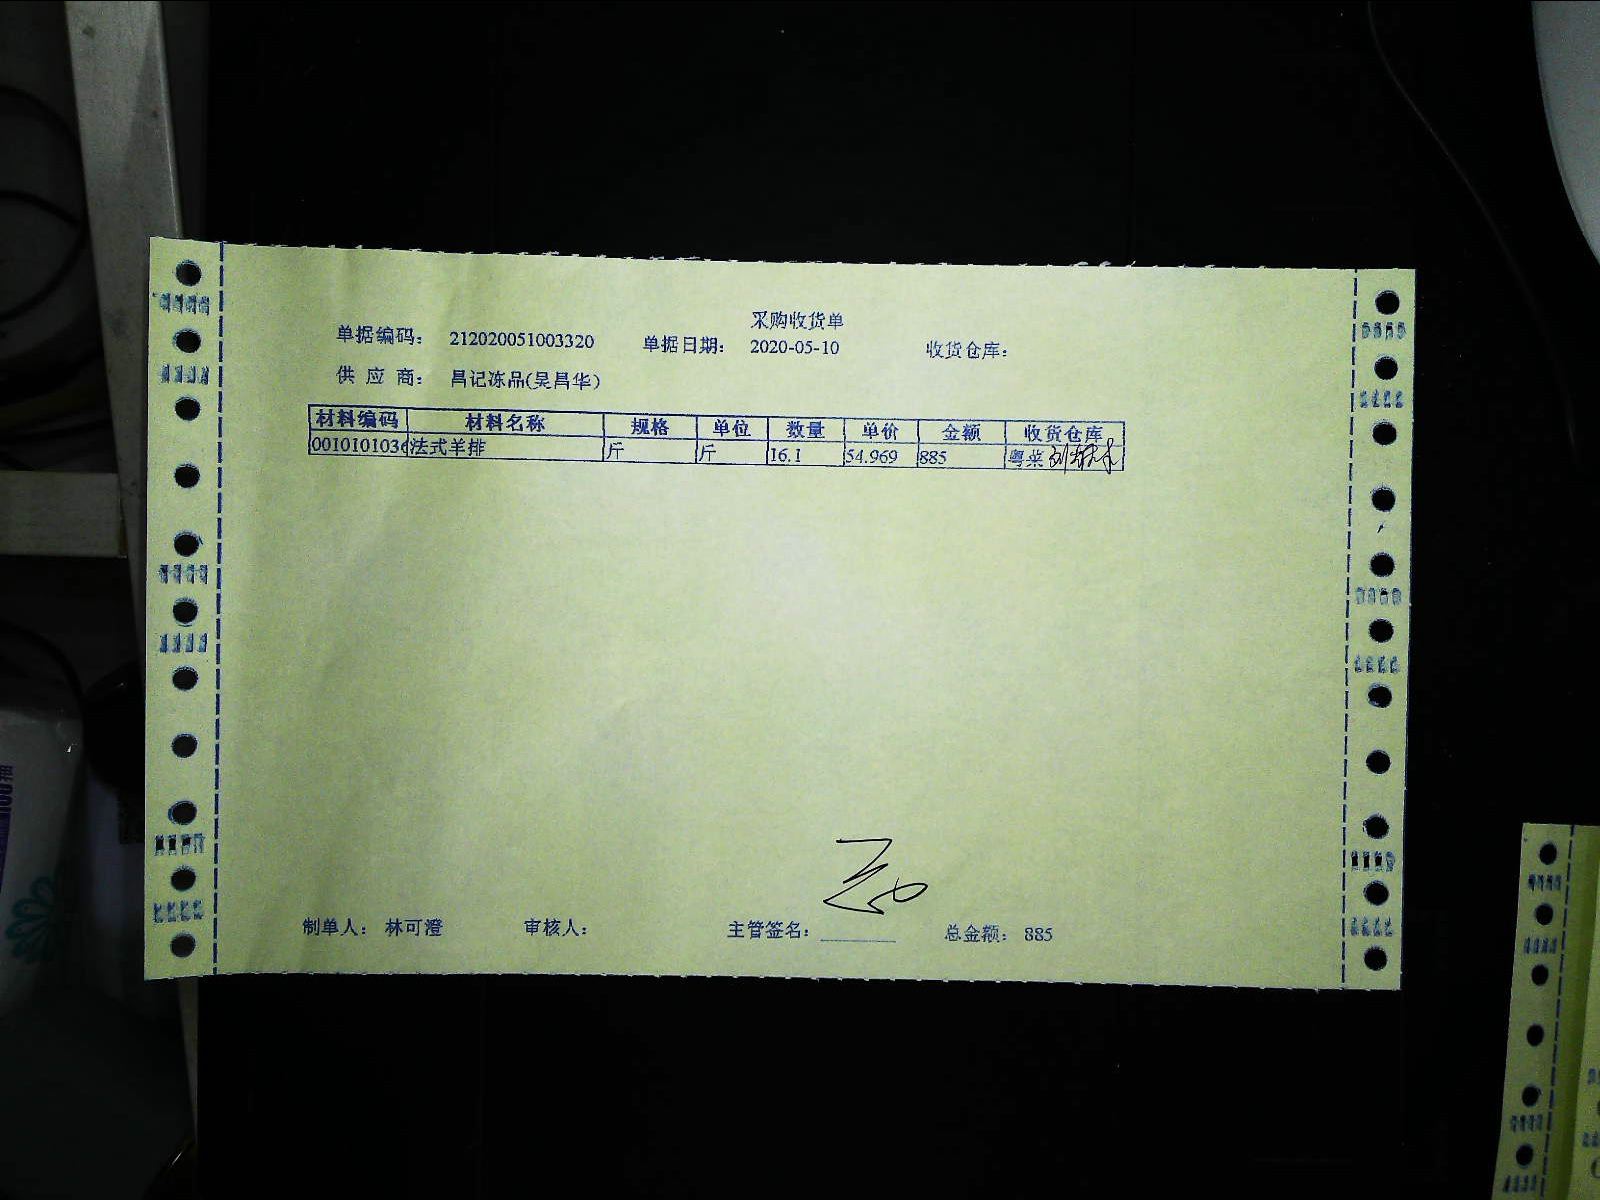 采购收货单
单据编码： 212020051003320 单据日期： 2020-05-10 收货仓库：
供 应 商： 昌记冻品(吴昌华)
材料编码 材料名称 规格 单位 数量 单价 金额 收货仓库
0010101036 法式羊排 斤 斤 16.1 54.969 885 粤菜
制单人： 林可澄 审核人： 主管签名： 总金额： 885